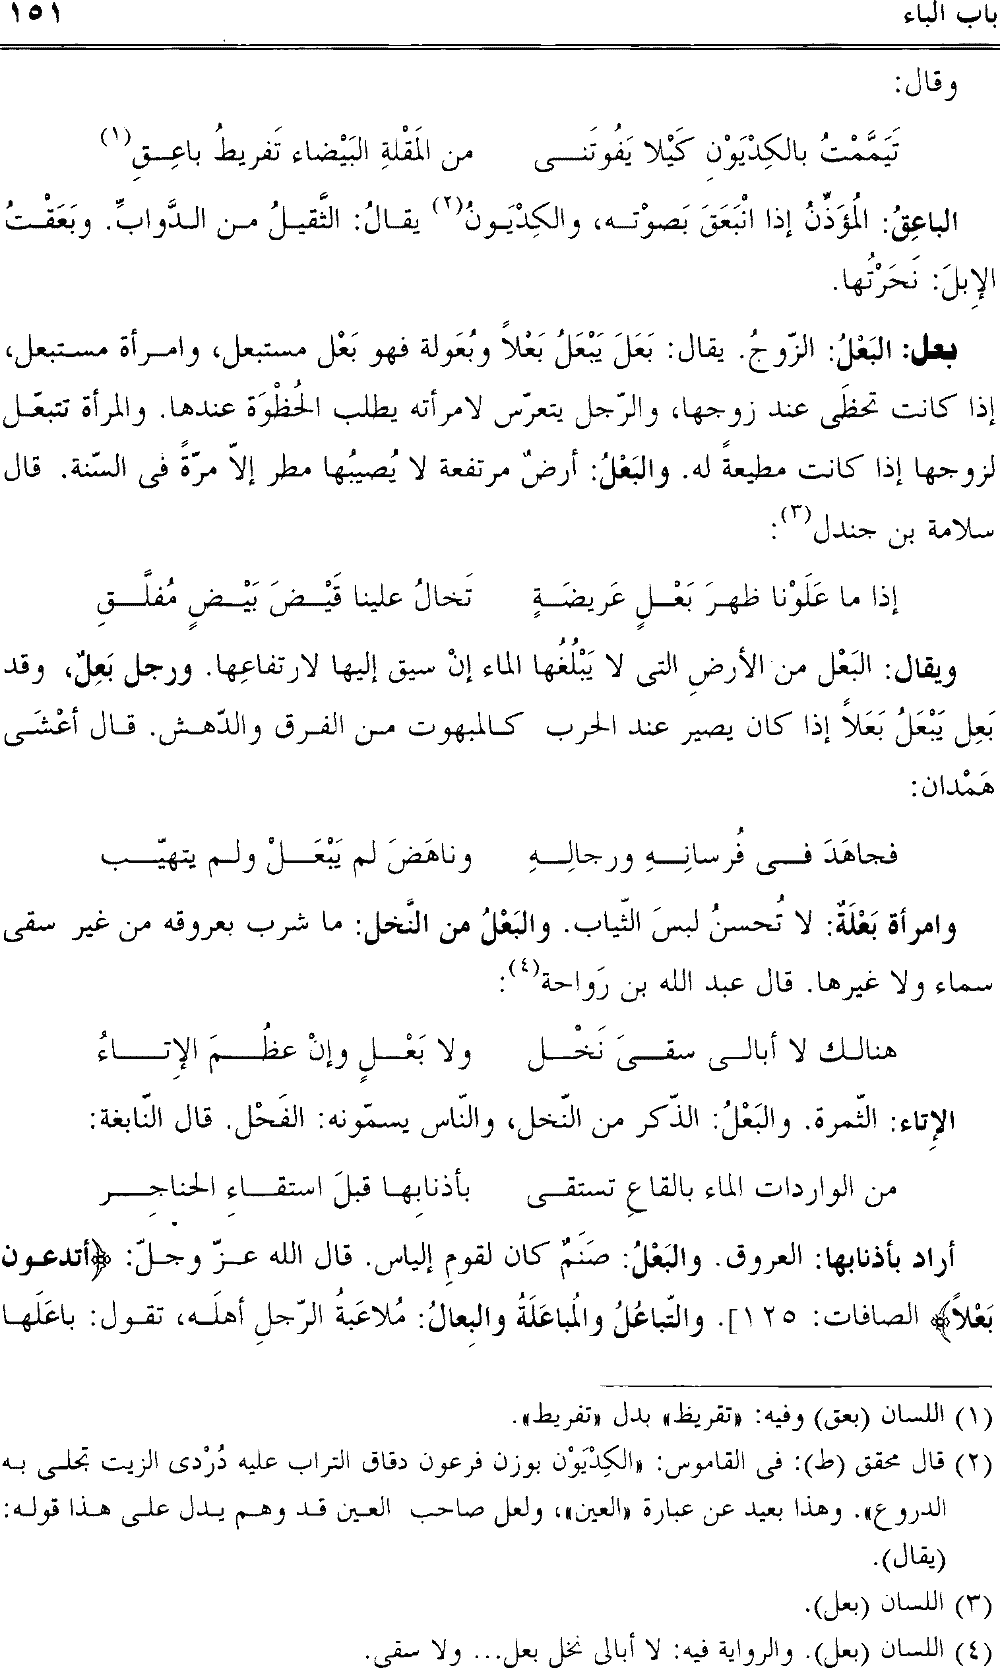 باب الباء ١٥١
وقال:
تَيَمَّمْتُ بالكِدْيَوْنِ كَيْلا يَفُوتَنى من المَقْلةِ البَيْضاء تَفريطُ باعِقِ(١)
الباعِقُ: المُؤَذِّنُ إذا انْبَعَقَ بَصوْته، والكِدْيَونُ(٢) يقالُ: الثَّقيلُ من الدَّوابِّ. وبَعَقْتُ
الإبلَ: نَحَرْتُها.
بعل: البَعْلُ: الزّوجُ. يقال: بَعَلَ يَبْعَلُ بَعْلاً وبُعَولة فهو بَعْل مستبعل، وامرأة مستبعل،
إذا كانت تحظَى عند زوجها، والرّجل يتعرّس لامرأته يطلب الحُظْوَة عندها. والمرأة تتبعّل
لزوجها إذا كانت مطيعةً له. والبَعْلُ: أرضٌ مرتفعة لا يُصيبُها مطر إلاّ مرّةً فى السّنة. قال
سلامة بن جندل(٣):
إذا ما عَلَوْنا ظهرَ بَعْلٍ عَريضَةٍ تَخالُ علينا قَيْضَ بَيْضٍ مُفلَّقِ
ويقال: البَعْل من الأرضِ التى لا يَبْلُغُها الماء إنْ سيق إليها لارتفاعِها. ورجل بَعِلٌ، وقد
بَعِل يَبْعَلُ بَعَلاً إذا كان يصير عند الحرب كالمبهوت من الفرق والدّهش. قال أعْشَى
هَمْدان:
فجاهَدَ فى فُرسانِهِ ورجالِهِ وناهَضَ لم يَبْعَلْ ولم يتهيّب
وامرأة بَعْلَةٌ: لا تُحسنُ لبسَ الثّياب. والبَعْلُ من النَّخل: ما شرب بعروقه من غير سقى
سماء ولا غيرها. قال عبد الله بن رَواحة(٤):
هنالك لا أبالى سقىَ نَخْل ولا بَعْلٍ وإنْ عظُمَ الإتاءُ
الإِتاء: الثّمرة. والبَعْلُ: الذّكر من النّخل، والنّاس يسمّونه: الفَحْل. قال النّابغة:
من الواردات الماء بالقاعِ تستقى بأذنابِها قبلَ استقاءِ الحناجر
أراد بأذنابها: العروق. والبَعْلُ: صَنَمٌ كان لقومِ إلياس. قال الله عزّ وجلّ: ﴿أتدعون
بَعْلاً﴾ الصافات: ١٢٥]. والتّباعُلُ والمُباعَلَةُ والبِعالُ: مُلاعَبةُ الرّجلِ أهلَه، تقول: باعَلَها
(١) اللسان (بعق) وفيه: «تقريظ» بدل «تفريط».
(٢) قال محقق (ط): فى القاموس: «الكِدْيَوْن بوزن فرعون دقاق التراب عليه دُرْدى الزيت تجلى به
الدروع». وهذا بعيد عن عبارة «العين»، ولعل صاحب العين قد وهم يدل على هذا قوله:
(يقال).
(٣) اللسان (بعل).
(٤) اللسان (بعل). والرواية فيه: لا أبالى نخل بعل... ولا سقى.